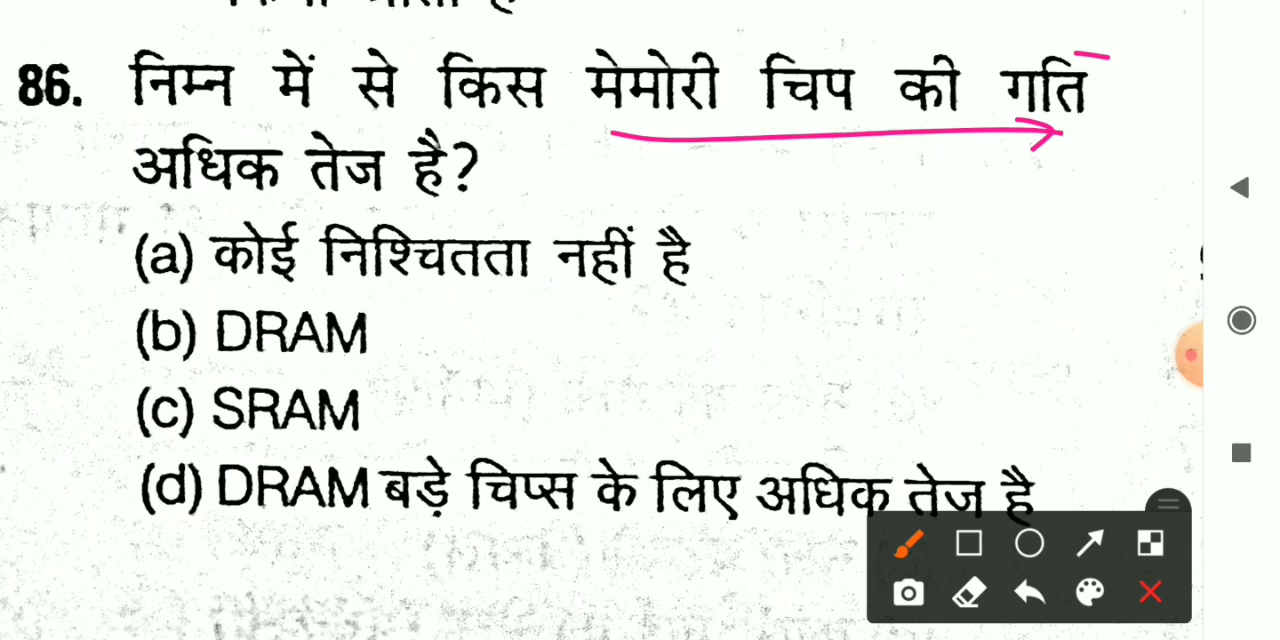 86. निम्न में से किस मेमोरी चिप की गति
अधिक तेज है?
(a) कोई निश्चितता नहीं है
(b) DRAM
(c) SRAM
(d) DRAM बड़े चिप्स के लिए अधिक तेज है